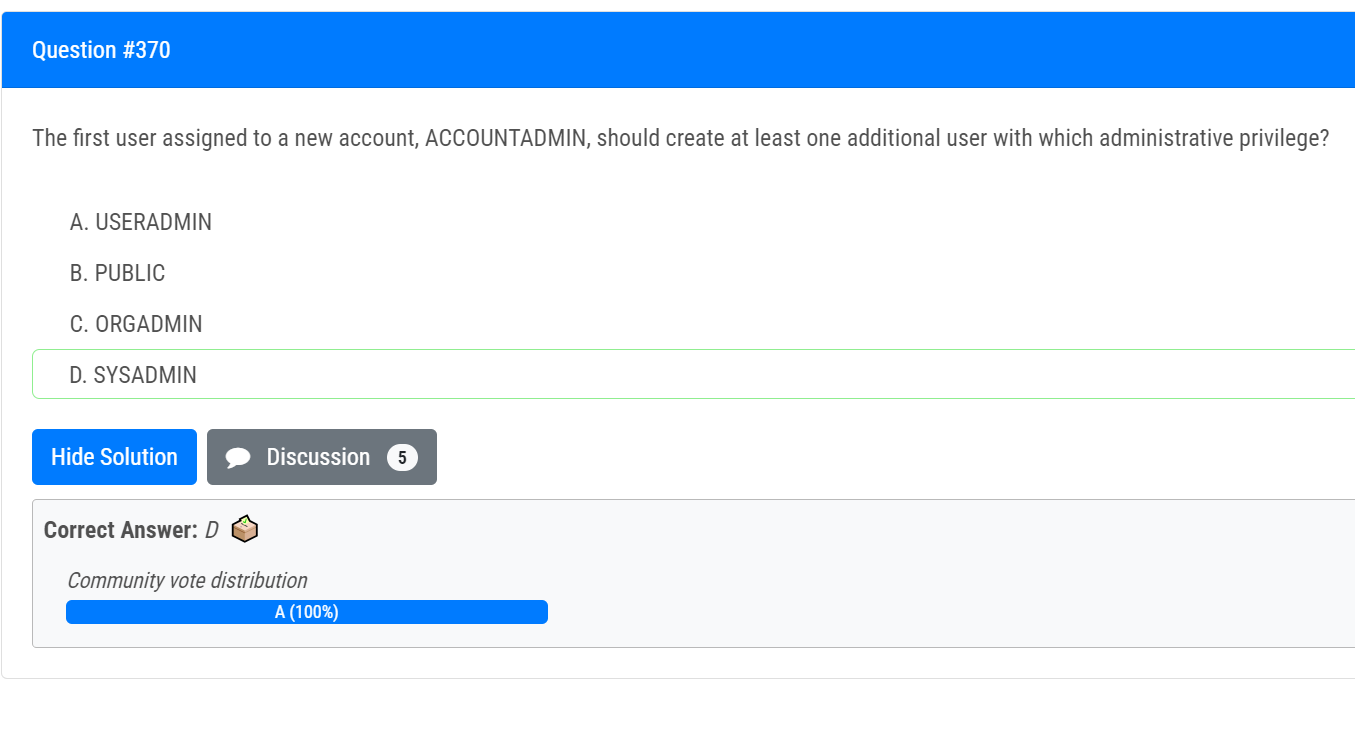 Question #370
The first user assigned to a new account, ACCOUNTADMIN, should create at least one additional user with which administrative privilege?
A. USERADMIN
B. PUBLIC
C. ORGADMIN
D. SYSADMIN
Hide Solution Discussion 5
Correct Answer: D
Community vote distribution
A (100%)